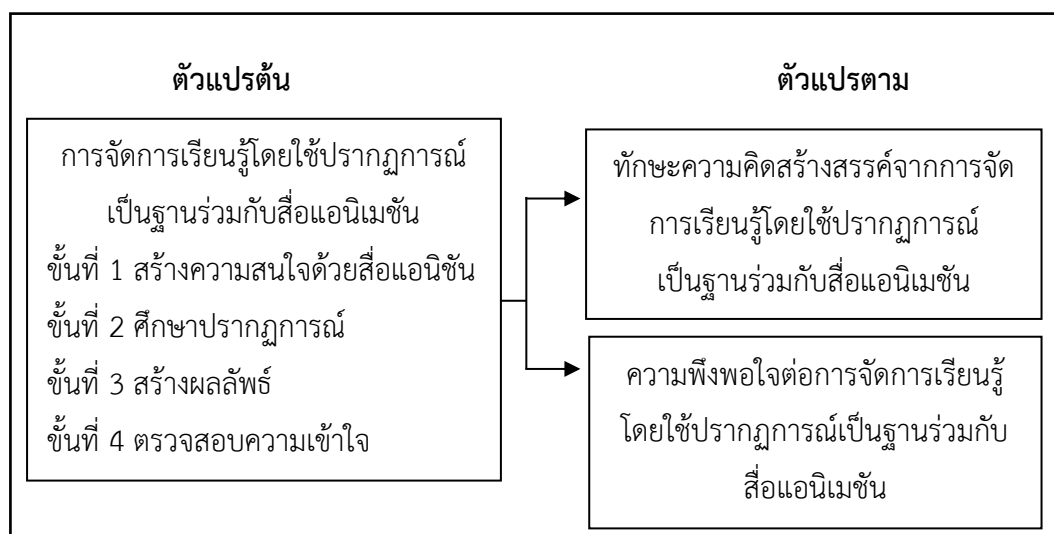 ตัวแปรต้น
การจัดการเรียนรู้โดยใช้ปรากฏการณ์
เป็นฐานร่วมกับสื่อแอนิเมชัน
ขั้นที่ 1 สร้างความสนใจด้วยสื่อแอนิชัน
ขั้นที่ 2 ศึกษาปรากฏการณ์
ขั้นที่ 3 สร้างผลลัพธ์
ขั้นที่ 4 ตรวจสอบความเข้าใจ
ตัวแปรตาม
ทักษะความคิดสร้างสรรค์จากการจัด
การเรียนรู้โดยใช้ปรากฏการณ์
เป็นฐานร่วมกับสื่อแอนิเมชัน
ความพึงพอใจต่อการจัดการเรียนรู้
โดยใช้ปรากฏการณ์เป็นฐานร่วมกับ
สื่อแอนิเมชัน